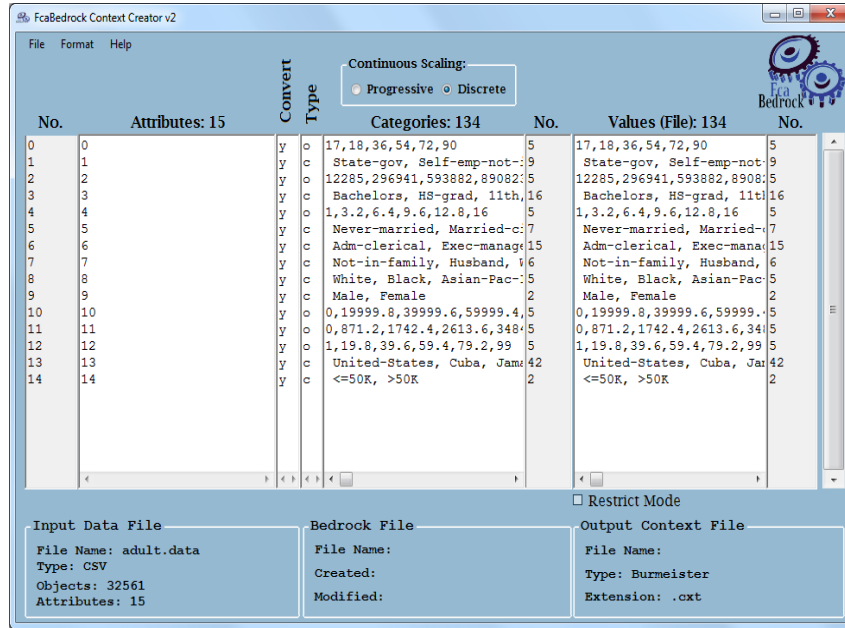 FcaBedrock Context Creator v2
File Format Help
Continuous Scaling:
Progressive Discrete
Convert
Type
Fca
Bedrock
No. Attributes: 15 Categories: 134 No. Values (File): 134 No.
0 0 y o 17,18,36,54,72,90 5 17,18,36,54,72,90 5
1 1 y c State-gov, Self-emp-not- 9 State-gov, Self-emp-not 9
2 2 y o 12285,296941,593882,89082 5 12285,296941,593882,8908 5
3 3 y c Bachelors, HS-grad, 11th, 16 Bachelors, HS-grad, 11t 16
4 4 y o 1,3.2,6.4,9.6,12.8,16 5 1,3.2,6.4,9.6,12.8,16 5
5 5 y c Never-married, Married-c 7 Never-married, Married- 7
6 6 y c Adm-clerical, Exec-manage 15 Adm-clerical, Exec-mana 15
7 7 y c Not-in-family, Husband, 6 Not-in-family, Husband, 6
8 8 y c White, Black, Asian-Pac- 5 White, Black, Asian-Pac 5
9 9 y c Male, Female 2 Male, Female 2
10 10 y o 0,19999.8,39999.6,59999.4, 5 0,19999.8,39999.6,59999. 5
11 11 y o 0,871.2,1742.4,2613.6,348 5 0,871.2,1742.4,2613.6,34 5
12 12 y o 1,19.8,39.6,59.4,79.2,99 5 1,19.8,39.6,59.4,79.2,99 5
13 13 y c United-States, Cuba, Jama 42 United-States, Cuba, Ja 42
14 14 y c <=50K, >50K 2 <=50K, >50K 2
Restrict Mode
Input Data File
File Name: adult.data
Type: CSV
Objects: 32561
Attributes: 15
Bedrock File
File Name:
Created:
Modified:
Output Context File
File Name:
Type: Burmeister
Extension: .cxt